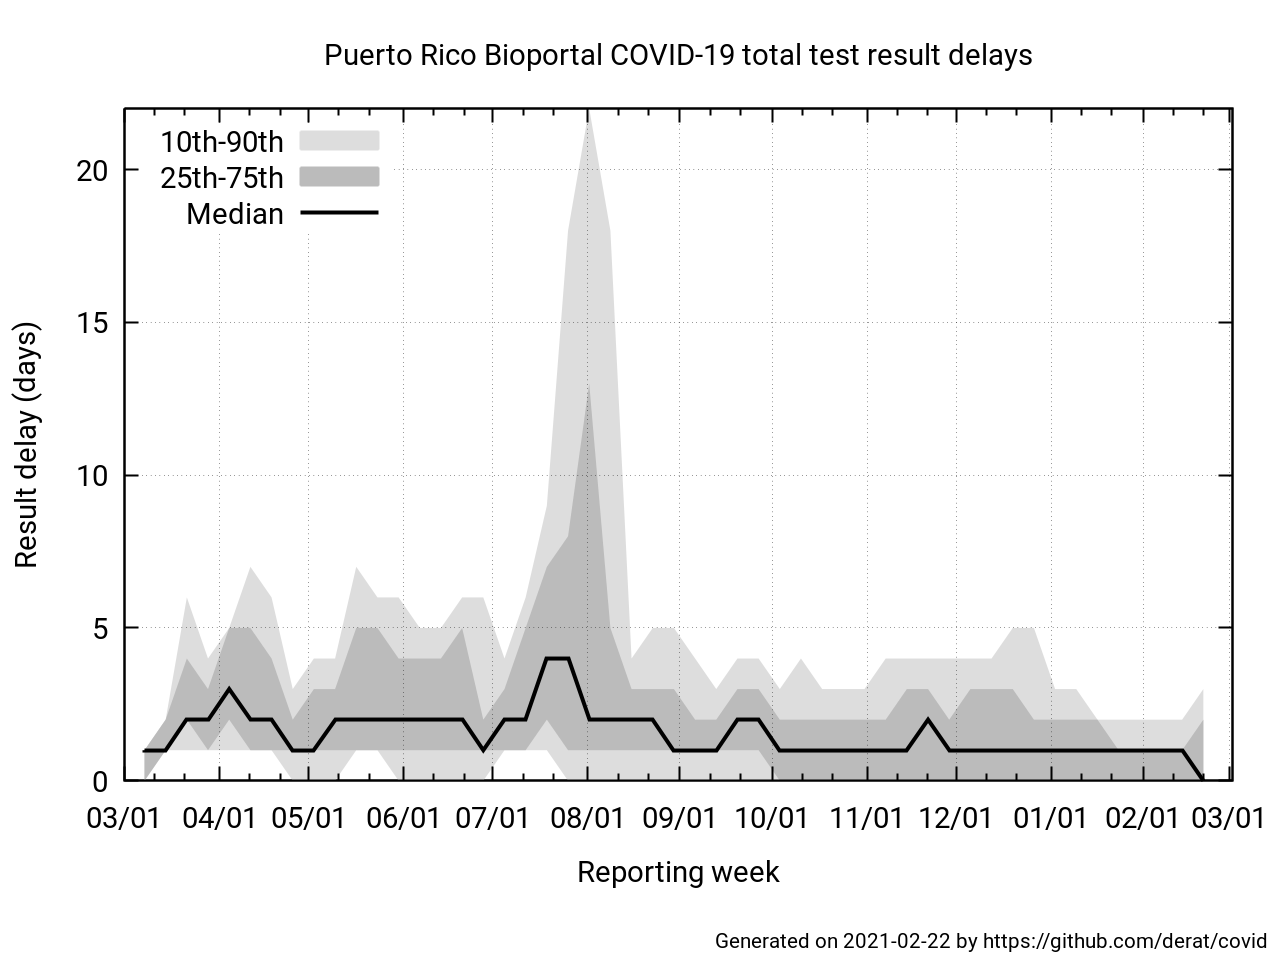 Puerto Rico Bioportal COVID-19 total test result delays
10th-90th
25th-75th
Median
20
15
10
5
0
Result delay (days)
03/01 04/01 05/01 06/01 07/01 08/01 09/01 10/01 11/01 12/01 01/01 02/01 03/01
Reporting week
Generated on 2021-02-22 by https://github.com/derat/covid